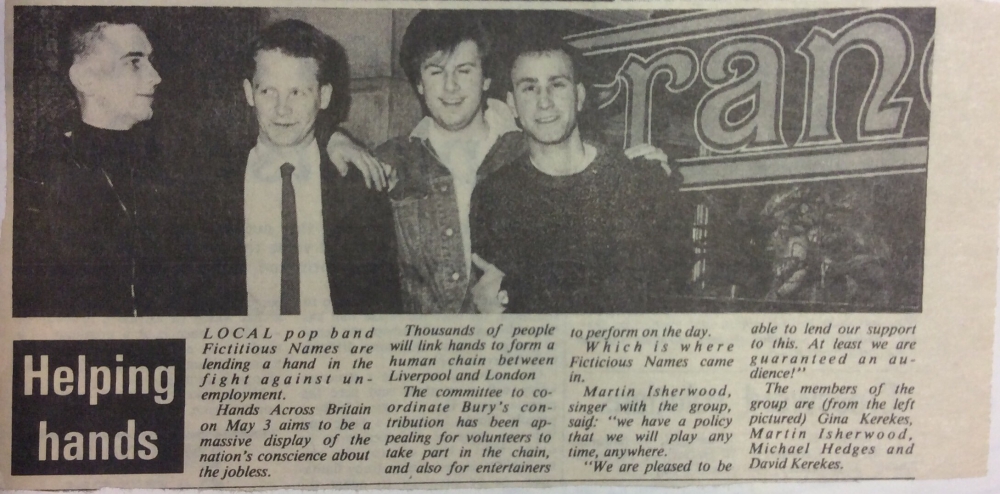 ran
Helping
hands
LOCAL pop band
Fictitious Names are
lending a hand in the
fight against un-
employment.
Hands Across Britain
on May 3 aims to be a
massive display of the
nation's conscience about
the jobless.
Thousands of people
will link hands to form a
human chain between
Liverpool and London
The committee to co-
ordinate Bury's con-
tribution has been ap-
pealing for volunteers to
take part in the chain,
and also for entertainers
to perform on the day.
Which is where
Ficticious Names came
in.
Martin Isherwood,
singer with the group,
said: "we have a policy
that we will play any
time, anywhere.
"We are pleased to be
able to lend our support
to this. At least we are
guaranteed an au-
dience!"
The members of the
group are (from the left
pictured) Gina Kerekes,
Martin Isherwood,
Michael Hedges and
David Kerekes.